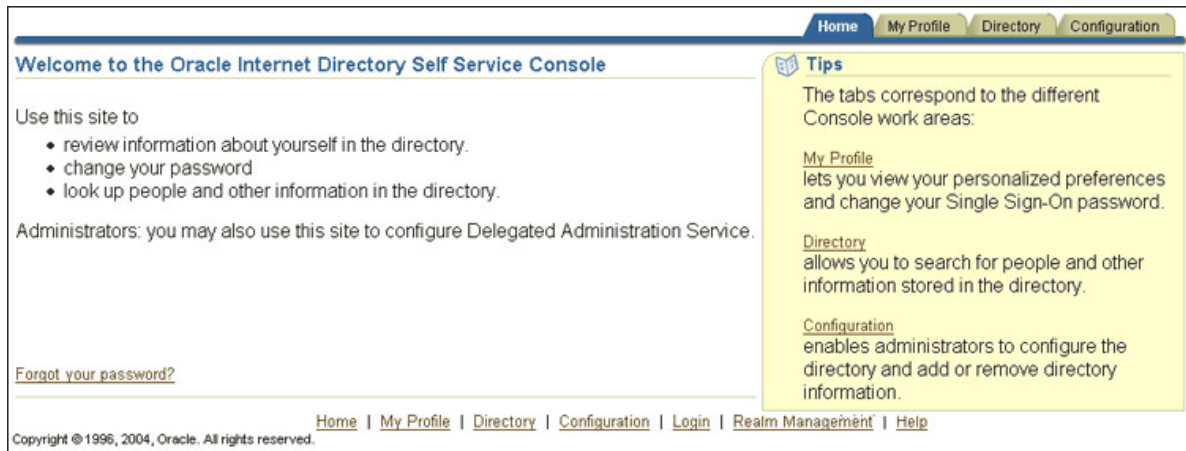 Home My Profile Directory Configuration
Welcome to the Oracle Internet Directory Self Service Console
Use this site to
• review information about yourself in the directory.
• change your password
• look up people and other information in the directory.
Administrators: you may also use this site to configure Delegated Administration Service.
Forgot your password?
Tips
The tabs correspond to the different
Console work areas:
My Profile
lets you view your personalized preferences
and change your Single Sign-On password.
Directory
allows you to search for people and other
information stored in the directory.
Configuration
enables administrators to configure the
directory and add or remove directory
information.
Home | My Profile | Directory | Configuration | Login | Realm Management | Help
Copyright © 1996, 2004, Oracle. All rights reserved.